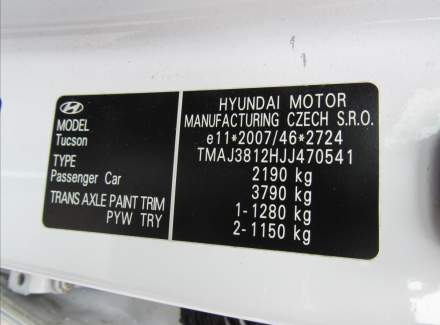 MODEL
Tucson
TYPE
Passenger Car
TRANS AXLE PAINT TRIM
PYW TRY
HYUNDAI MOTOR
MANUFACTURING CZECH S.R.O.
e11*2007/46*2724
TMAJ3812HJJ470541
2190 kg
3790 kg
1- 1280 kg
2- 1150 kg